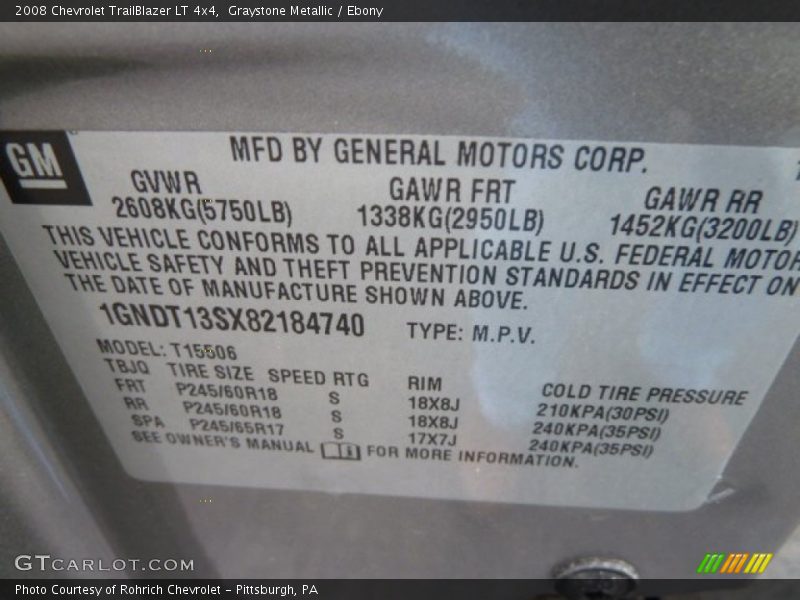 2008 Chevrolet TrailBlazer LT 4x4, Graystone Metallic / Ebony
GM
MFD BY GENERAL MOTORS CORP.
GVWR GAWR FRT GAWR RR
2608KG(5750LB) 1338KG(2950LB) 1452KG(3200LB)
THIS VEHICLE CONFORMS TO ALL APPLICABLE U.S. FEDERAL MOTOR
VEHICLE SAFETY AND THEFT PREVENTION STANDARDS IN EFFECT ON
THE DATE OF MANUFACTURE SHOWN ABOVE.
1GNDT13SX82184740 TYPE: M.P.V.
MODEL: T15506
TBJQ TIRE SIZE SPEED RTG RIM COLD TIRE PRESSURE
FRT P245/60R18 S 18X8J 210KPA(30PSI)
RR P245/60R18 S 18X8J 240KPA(35PSI)
SPA P245/65R17 S 17X7J 240KPA(35PSI)
SEE OWNER'S MANUAL FOR MORE INFORMATION.
GTCARLOT.COM
Photo Courtesy of Rohrich Chevrolet – Pittsburgh, PA